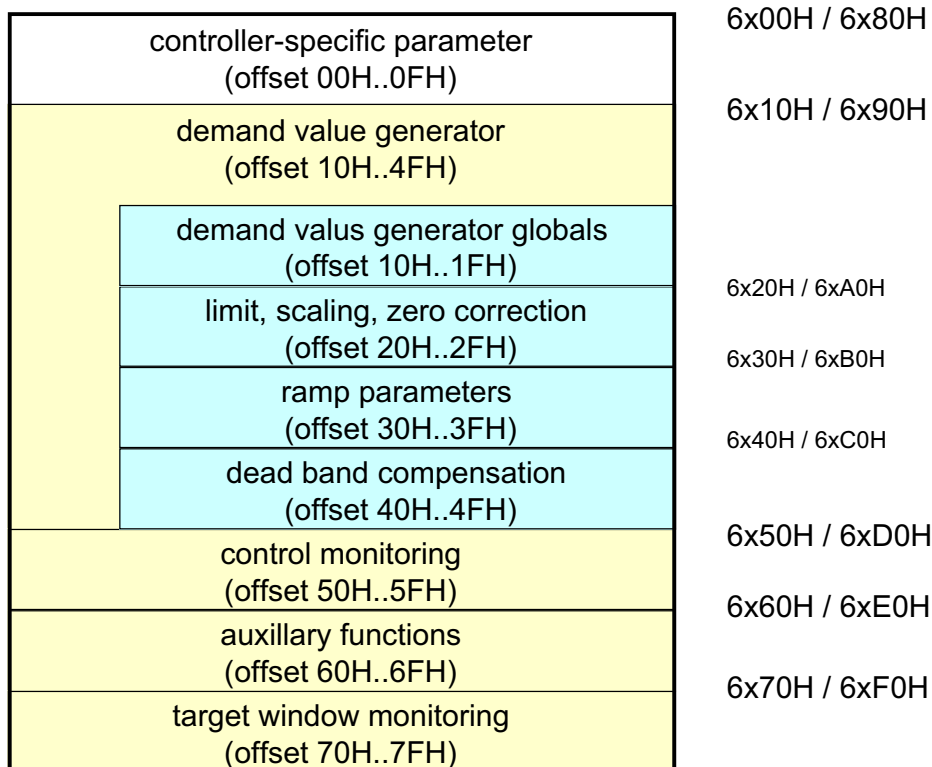 controller-specific parameter
(offset 00H..0FH)
6x00H / 6x80H
demand value generator
(offset 10H..4FH)
6x10H / 6x90H
demand valus generator globals
(offset 10H..1FH)
6x20H / 6xA0H
limit, scaling, zero correction
(offset 20H..2FH)
6x30H / 6xB0H
ramp parameters
(offset 30H..3FH)
6x40H / 6xC0H
dead band compensation
(offset 40H..4FH)
6x50H / 6xD0H
control monitoring
(offset 50H..5FH)
6x60H / 6xE0H
auxillary functions
(offset 60H..6FH)
6x70H / 6xF0H
target window monitoring
(offset 70H..7FH)